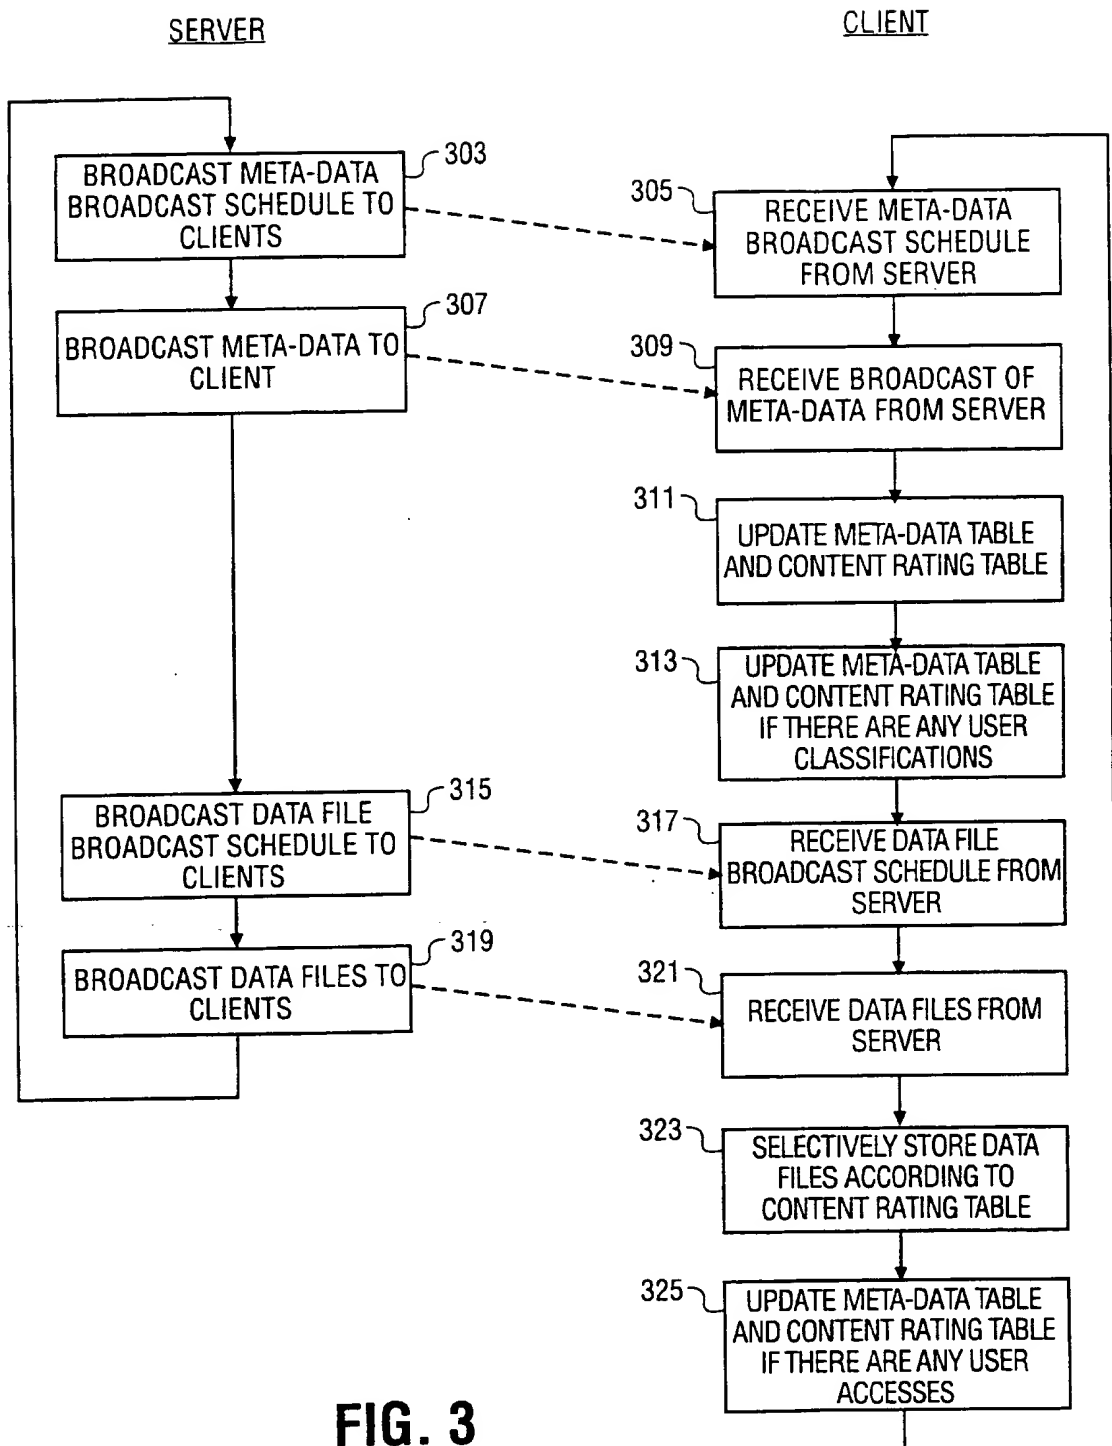 SERVER
CLIENT
303
BROADCAST META-DATA
BROADCAST SCHEDULE TO
CLIENTS
305
RECEIVE META-DATA
BROADCAST SCHEDULE
FROM SERVER
307
BROADCAST META-DATA TO
CLIENT
309
RECEIVE BROADCAST OF
META-DATA FROM SERVER
311
UPDATE META-DATA TABLE
AND CONTENT RATING TABLE
313
UPDATE META-DATA TABLE
AND CONTENT RATING TABLE
IF THERE ARE ANY USER
CLASSIFICATIONS
315
BROADCAST DATA FILE
BROADCAST SCHEDULE TO
CLIENTS
317
RECEIVE DATA FILE
BROADCAST SCHEDULE FROM
SERVER
319
BROADCAST DATA FILES TO
CLIENTS
321
RECEIVE DATA FILES FROM
SERVER
323
SELECTIVELY STORE DATA
FILES ACCORDING TO
CONTENT RATING TABLE
325
UPDATE META-DATA TABLE
AND CONTENT RATING TABLE
IF THERE ARE ANY USER
ACCESSES
FIG. 3